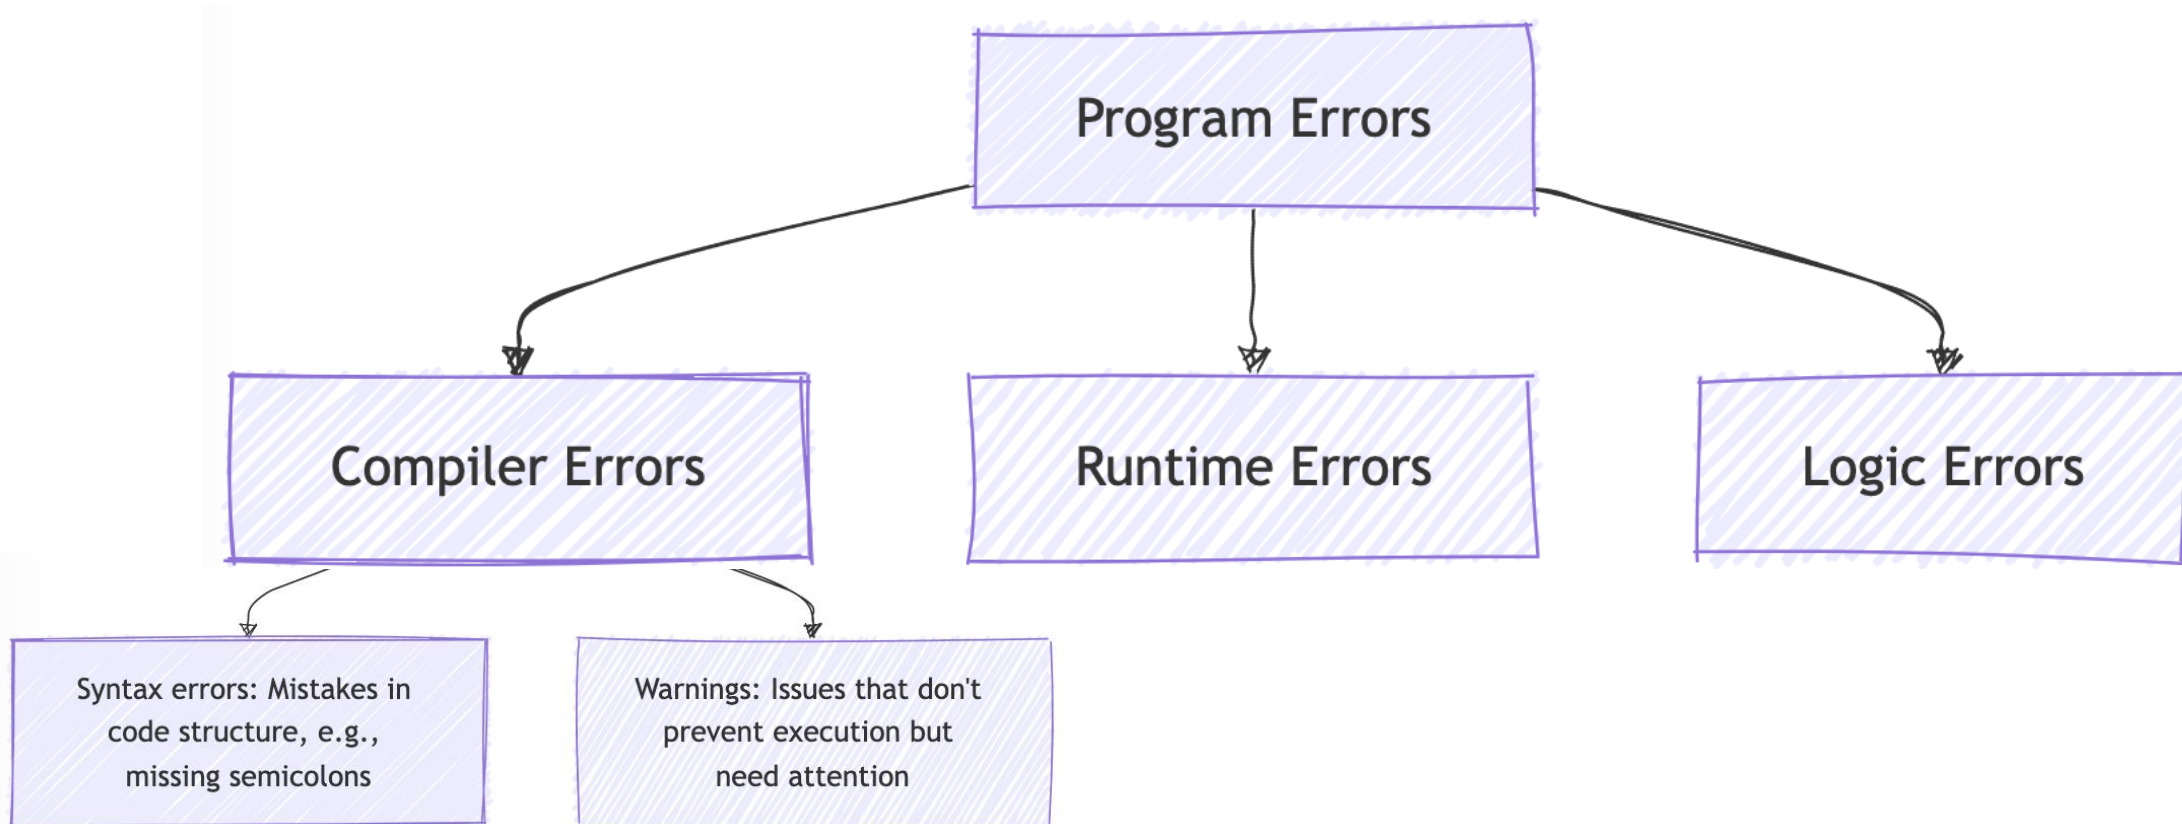 Program Errors
Compiler Errors
Runtime Errors
Logic Errors
Syntax errors: Mistakes in
code structure, e.g.,
missing semicolons
Warnings: Issues that don't
prevent execution but
need attention